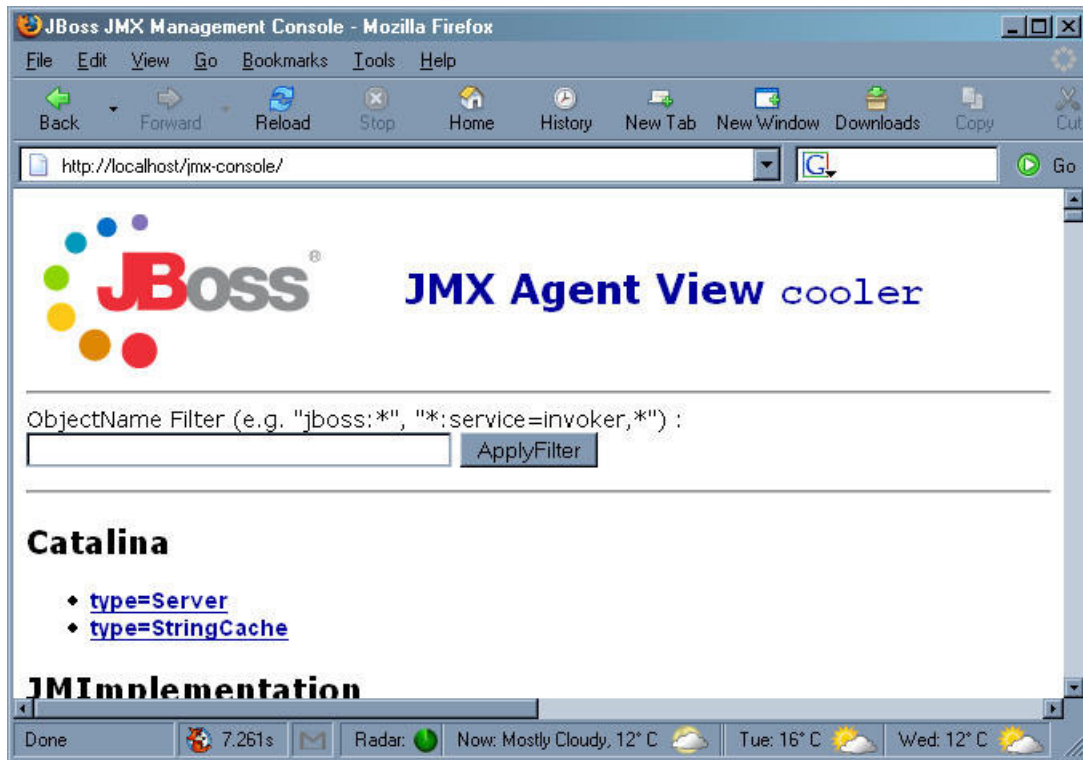 JBoss JMX Management Console - Mozilla Firefox
File Edit View Go Bookmarks Tools Help
Back Forward Reload Stop Home History New Tab New Window Downloads Copy Cut
http://localhost/jmx-console/ G Go
JBoss®
JMX Agent View cooler
ObjectName Filter (e.g. "jboss:*", "*:service=invoker,*") :
ApplyFilter
Catalina
type=Server
type=StringCache
JMImplementation
Done 7.261s Radar: Now: Mostly Cloudy, 12° C Tue: 16° C Wed: 12° C